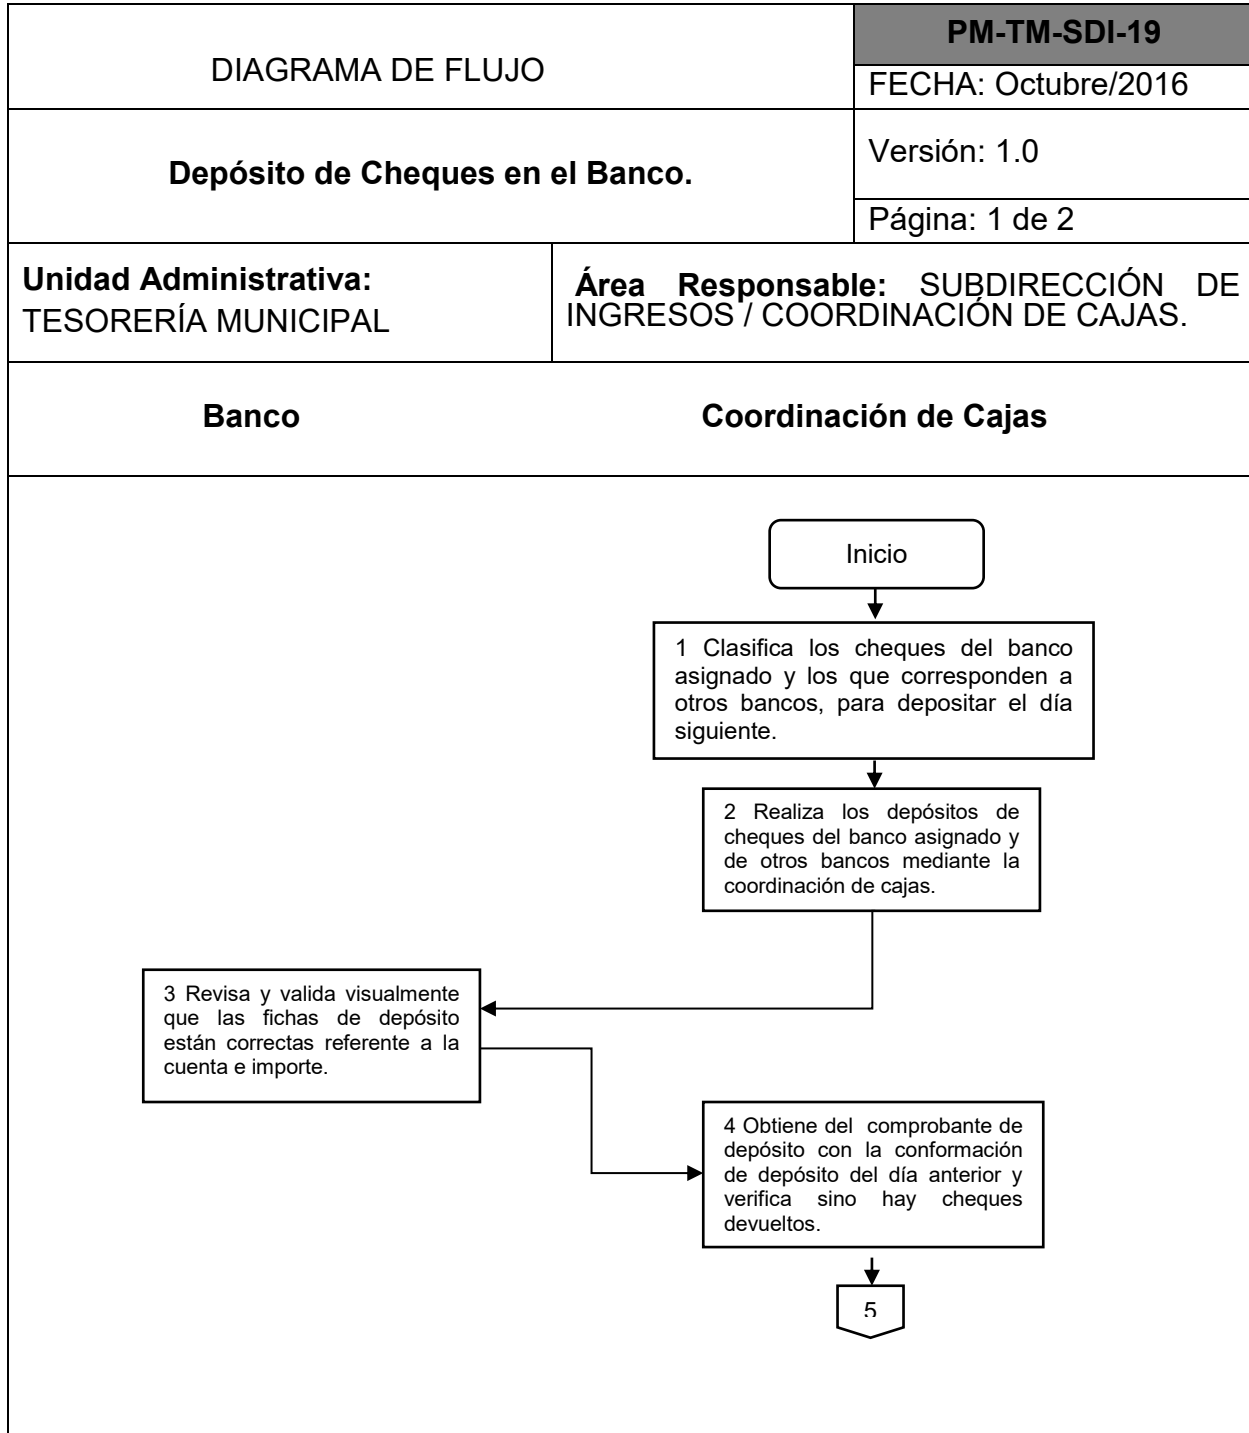 DIAGRAMA DE FLUJO
PM-TM-SDI-19
FECHA: Octubre/2016
Depósito de Cheques en el Banco.
Versión: 1.0
Página: 1 de 2
Unidad Administrativa:
TESORERÍA MUNICIPAL
Área Responsable: SUBDIRECCIÓN DE
INGRESOS / COORDINACIÓN DE CAJAS.
Banco
Coordinación de Cajas
Inicio
1 Clasifica los cheques del banco
asignado y los que corresponden a
otros bancos, para depositar el día
siguiente.
2 Realiza los depósitos de
cheques del banco asignado y
de otros bancos mediante la
coordinación de cajas.
3 Revisa y valida visualmente
que las fichas de depósito
están correctas referente a la
cuenta e importe.
4 Obtiene del comprobante de
depósito con la conformación
de depósito del día anterior y
verifica sino hay cheques
devueltos.
5